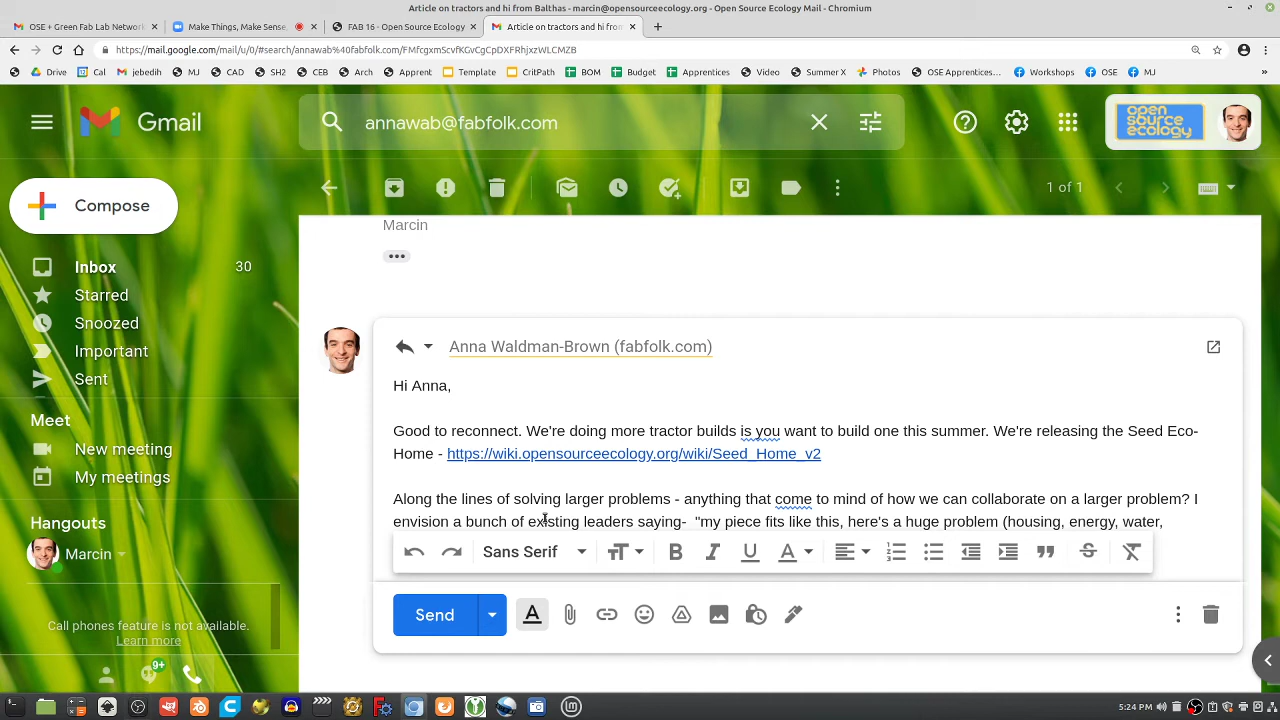 Article on tractors and hi from Balthas - marcin@opensourceecology.org - Open Source Ecology Mail - Chromium
OSE + Green Fab Lab Network
Make Things, Make Sense,
FAB 16 - Open Source Ecology
Article on tractors and hi from
https://mail.google.com/mail/u/0/#search/annawab%40fabfolk.com/FMfcgxmScvfKGvCgCpDXFRhjxzWLCMZB
Drive Cal jebedih MJ CAD SH2 CEB Arch Apprent Template CritPath BOM Budget Apprentices Video Summer X Photos OSE Apprentices... Workshops OSE MJ »
Gmail
annawab@fabfolk.com
open
source
ecology
Compose
1 of 1
Marcin
Inbox 30
Starred
Snoozed
Important
Sent
Meet
New meeting
My meetings
Hangouts
Marcin
Call phones feature is not available.
Learn more
9+
Anna Waldman-Brown (fabfolk.com)
Hi Anna,
Good to reconnect. We're doing more tractor builds is you want to build one this summer. We're releasing the Seed Eco-
Home - https://wiki.opensourceecology.org/wiki/Seed_Home_v2
Along the lines of solving larger problems - anything that come to mind of how we can collaborate on a larger problem? I
envision a bunch of existing leaders saying- "my piece fits like this, here's a huge problem (housing, energy, water,
Sans Serif
Send
5:24 PM